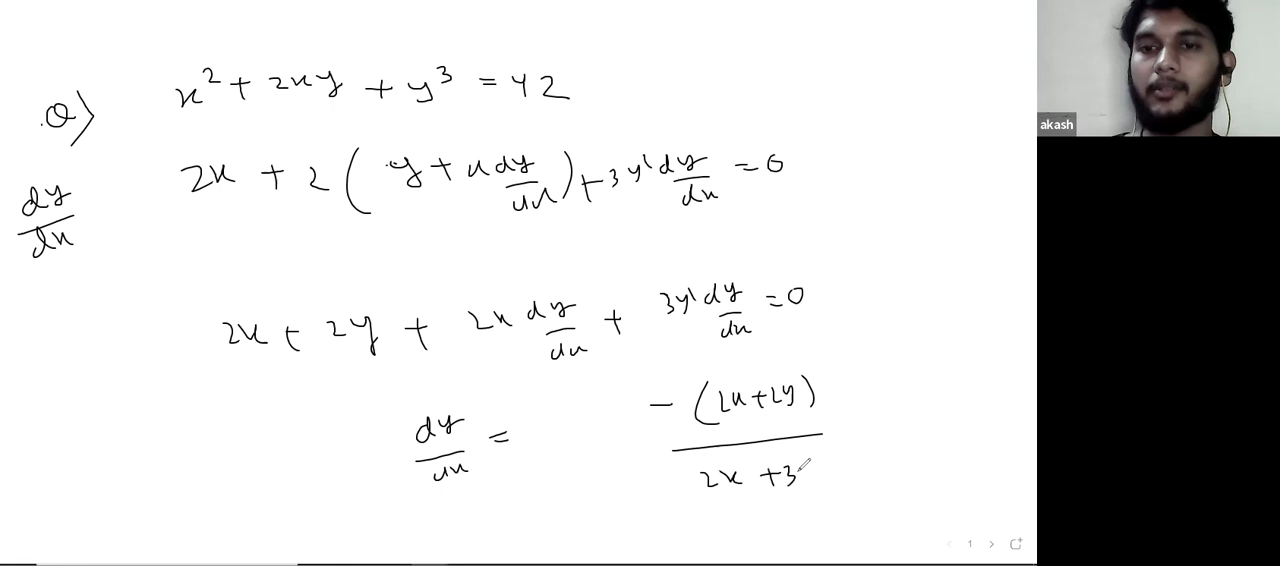 Q) x² + 2xy + y³ = 42
dy/dx
2x + 2( y + x dy/dx ) + 3y² dy/dx = 0
2x + 2y + 2x dy/dx + 3y² dy/dx = 0
dy/dx = - (2x+2y) / 2x + 3
akash
1